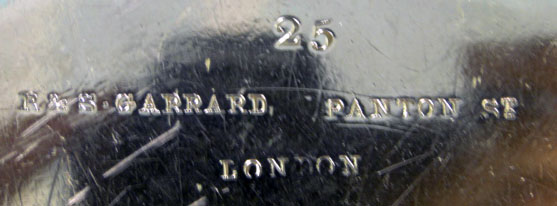 25
R & S · GARRARD, PANTON ST
LONDON